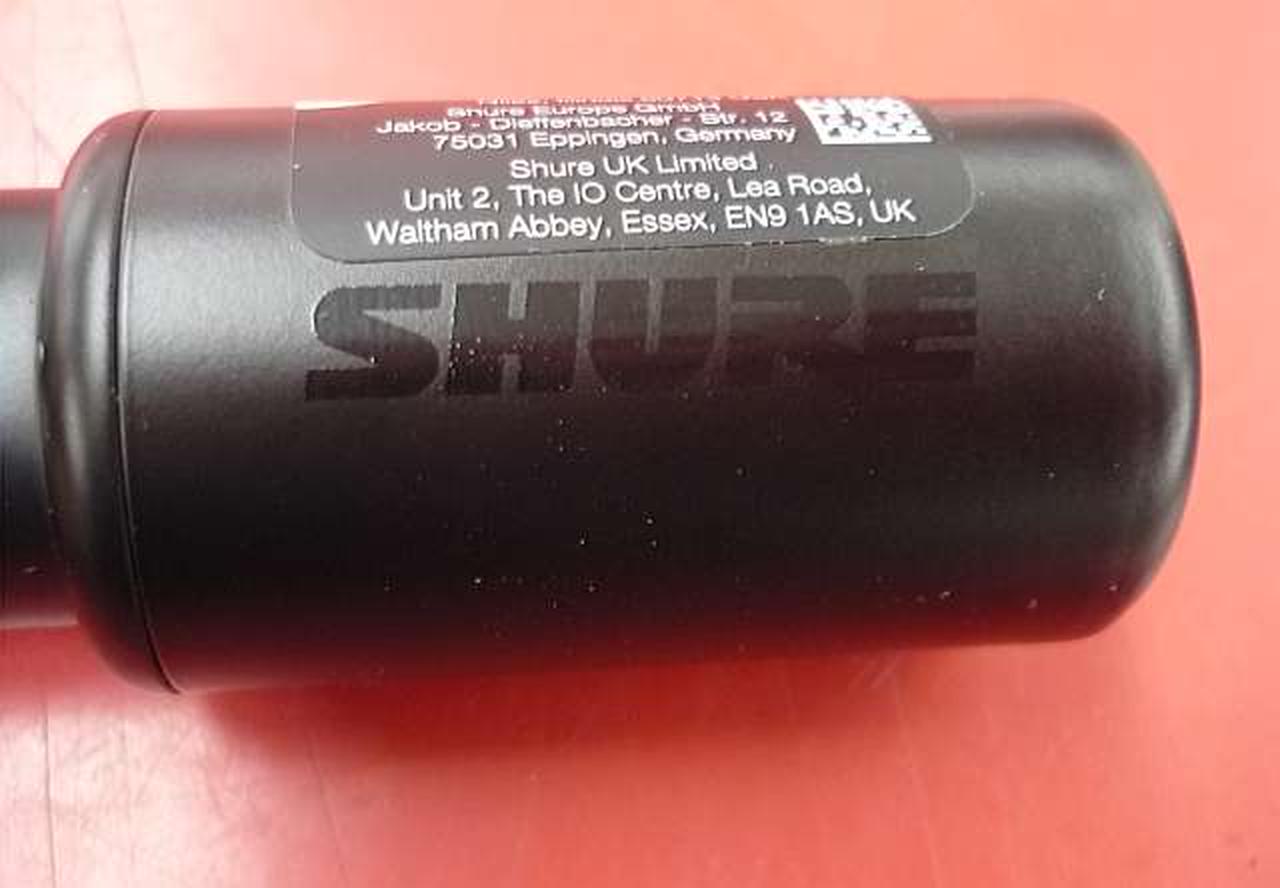 Shure Europe GmbH
Jakob - Dieffenbacher - Str. 12
75031 Eppingen, Germany
Shure UK Limited
Unit 2, The IO Centre, Lea Road,
Waltham Abbey, Essex, EN9 1AS, UK
SHURE